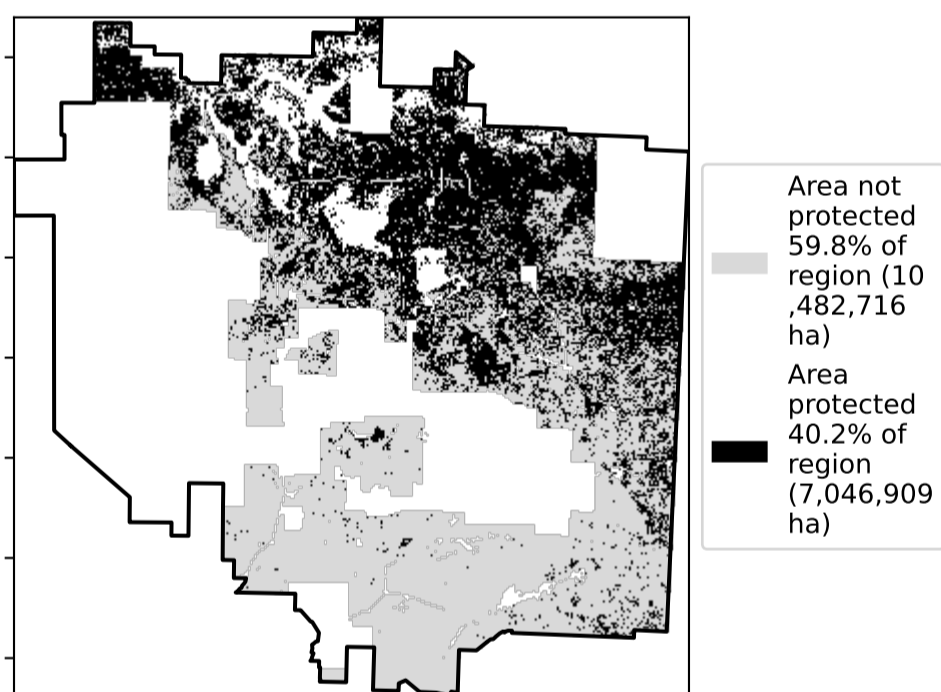 Area not
protected
59.8% of
region (10
,482,716
ha)
Area
protected
40.2% of
region
(7,046,909
ha)